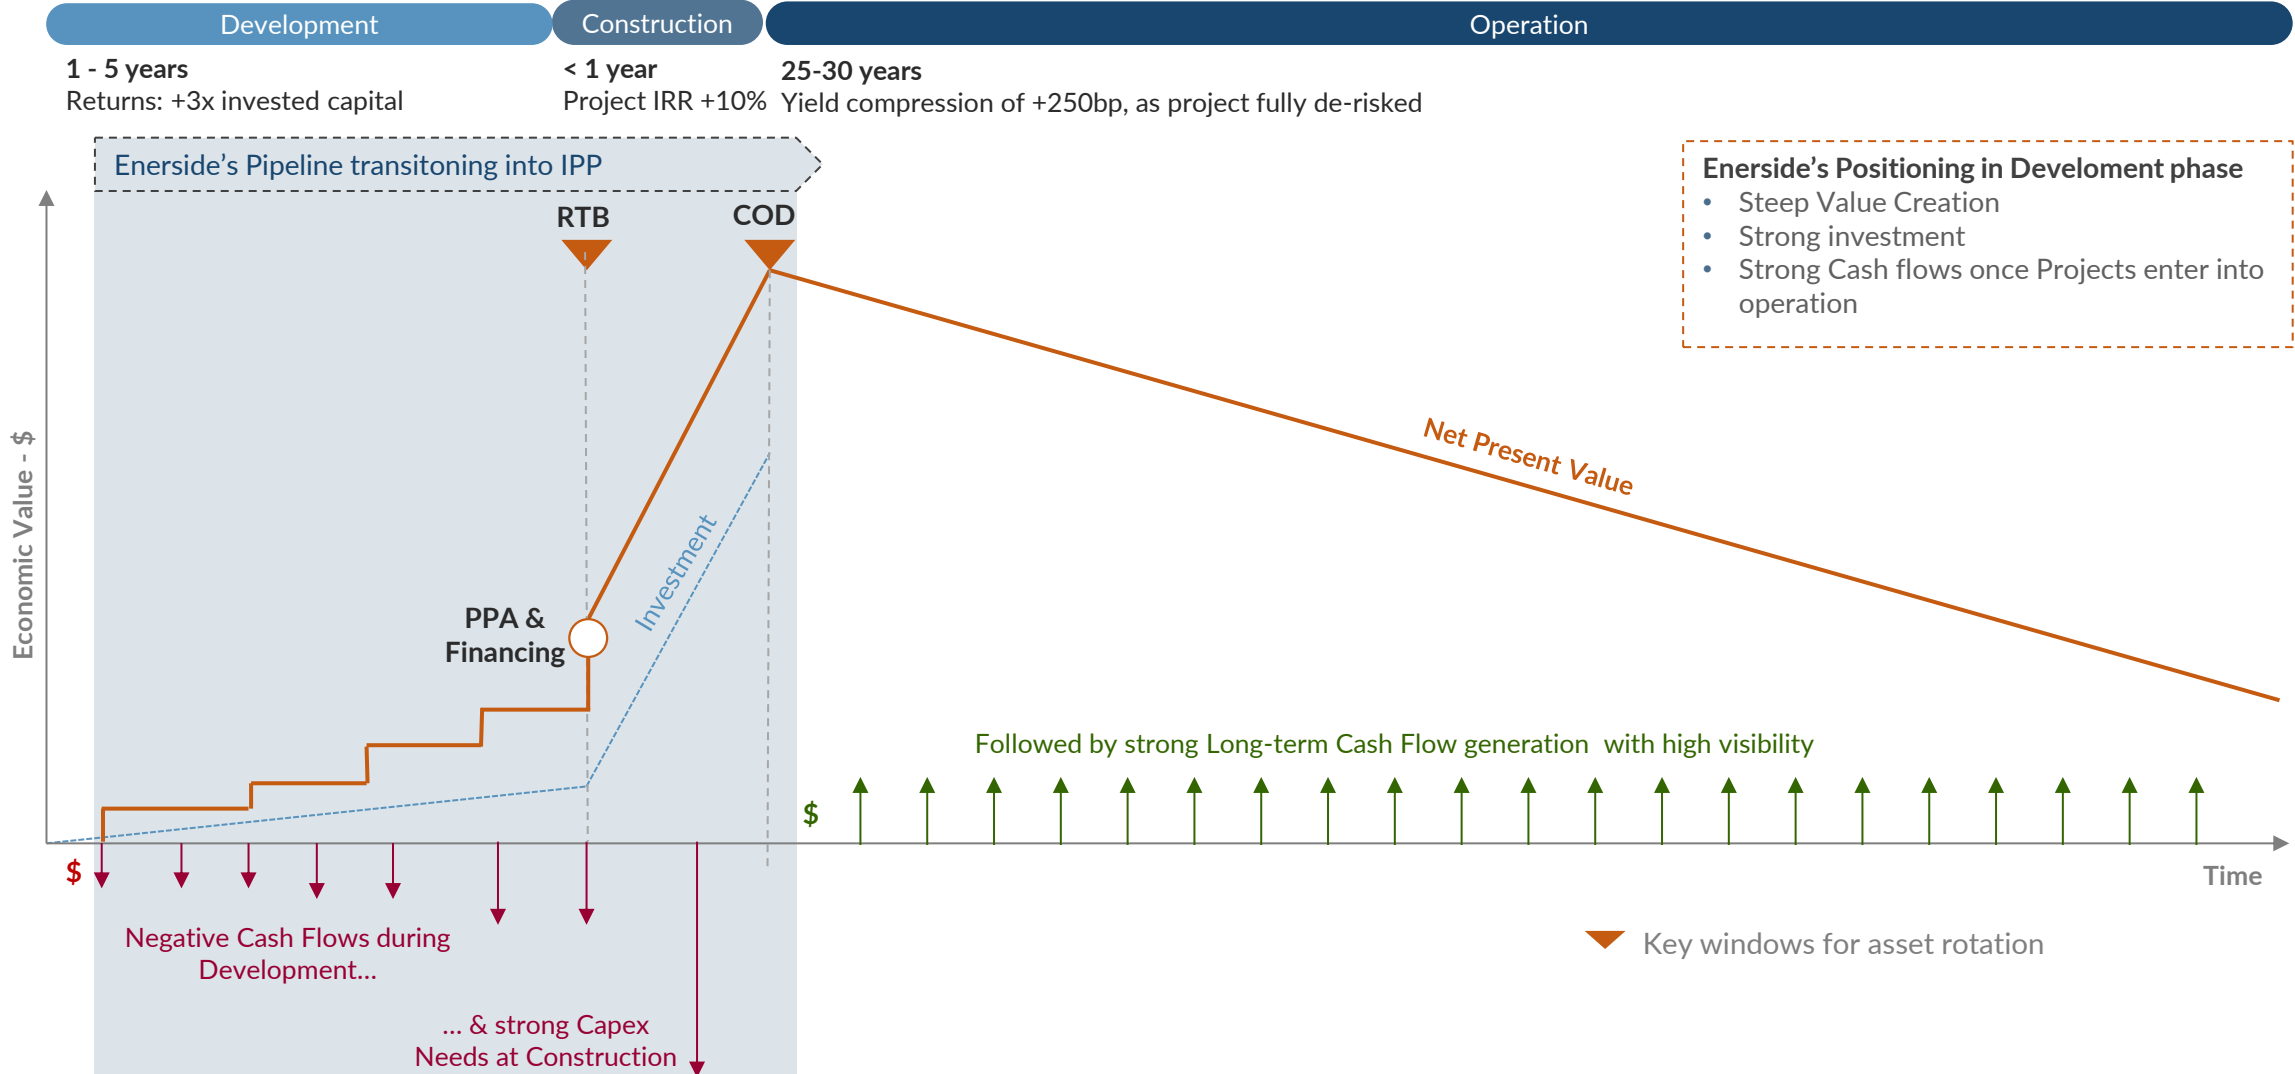 Development
Construction
Operation
1 - 5 years
Returns: +3x invested capital
< 1 year
Project IRR +10%
25-30 years
Yield compression of +250bp, as project fully de-risked
Enerside's Pipeline transitoning into IPP
Enerside's Positioning in Develoment phase
• Steep Value Creation
• Strong investment
• Strong Cash flows once Projects enter into
operation
RTB
COD
Economic Value - $
Net Present Value
Investment
PPA &
Financing
Followed by strong Long-term Cash Flow generation with high visibility
$
$
Time
Negative Cash Flows during
Development...
Key windows for asset rotation
... & strong Capex
Needs at Construction